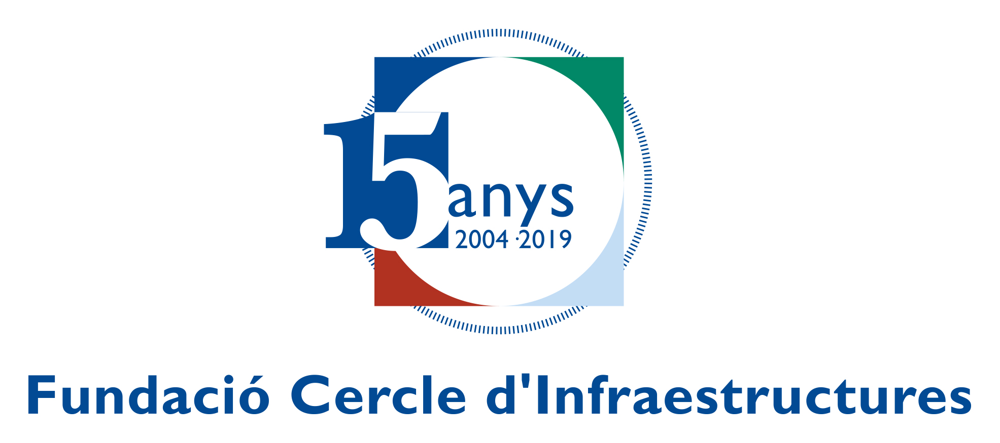 15 anys
2004·2019
Fundació Cercle d'Infraestructures